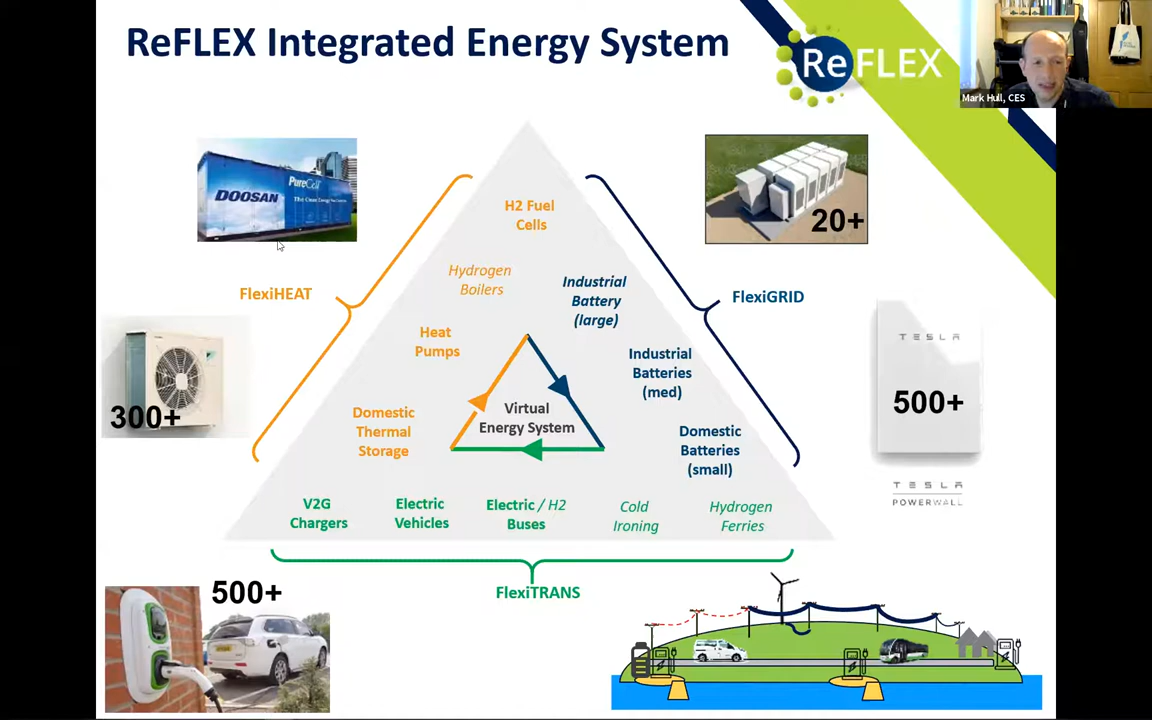 ReFLEX Integrated Energy System
ReFLEX
Mark Hull, CES
DOOSAN
PureCell
20+
H2 Fuel
Cells
Hydrogen
Boilers
Industrial
Battery
(large)
FlexiHEAT
FlexiGRID
Heat
Pumps
Industrial
Batteries
(med)
TESLA
500+
300+
Virtual
Energy System
Domestic
Thermal
Storage
Domestic
Batteries
(small)
TESLA
POWERWALL
V2G
Chargers
Electric
Vehicles
Electric / H2
Buses
Cold
Ironing
Hydrogen
Ferries
500+
FlexiTRANS